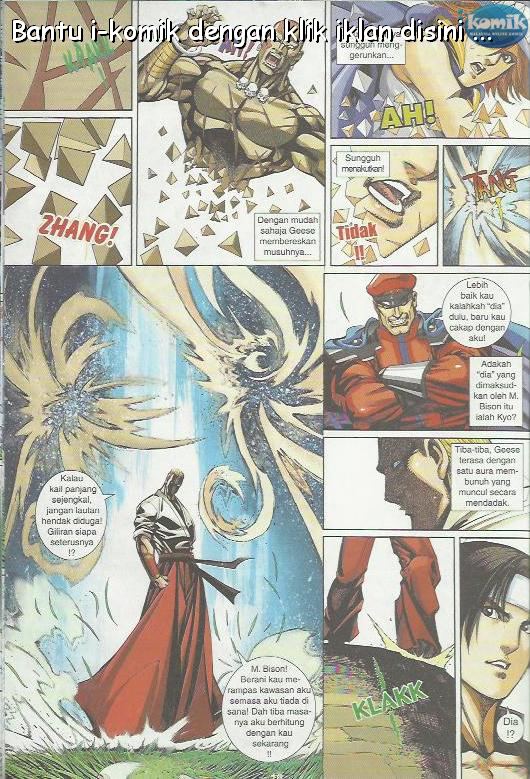 Bantu i-komik dengan klik iklan disini ...
i komik
MALAYSIA ONLINE KOMIK
sungguh meng-
gerunkan...
AH!
ZHANG!
Dengan mudah
sahaja Geese
membereskan
musuhnya...
Sungguh
menakutkan!
Tidak
!!
TANG
!
Lebih
baik kau
kalahkah "dia"
dulu, baru kau
cakap dengan
aku!
Adakah
"dia" yang
dimaksud-
kan oleh M.
Bison itu
ialah Kyo?
Kalau
kail panjang
sejengkal,
jangan lautan
hendak diduga!
Giliran siapa
seterusnya
!?
Tiba-tiba, Geese
terasa dengan
satu aura mem-
bunuh yang
muncul secara
mendadak.
M. Bison!
Berani kau me-
rampas kawasan aku
semasa aku tiada di
sana! Dah tiba masa-
nya aku berhitung
dengan kau
sekarang
!!
KLAKK
Dia
!?